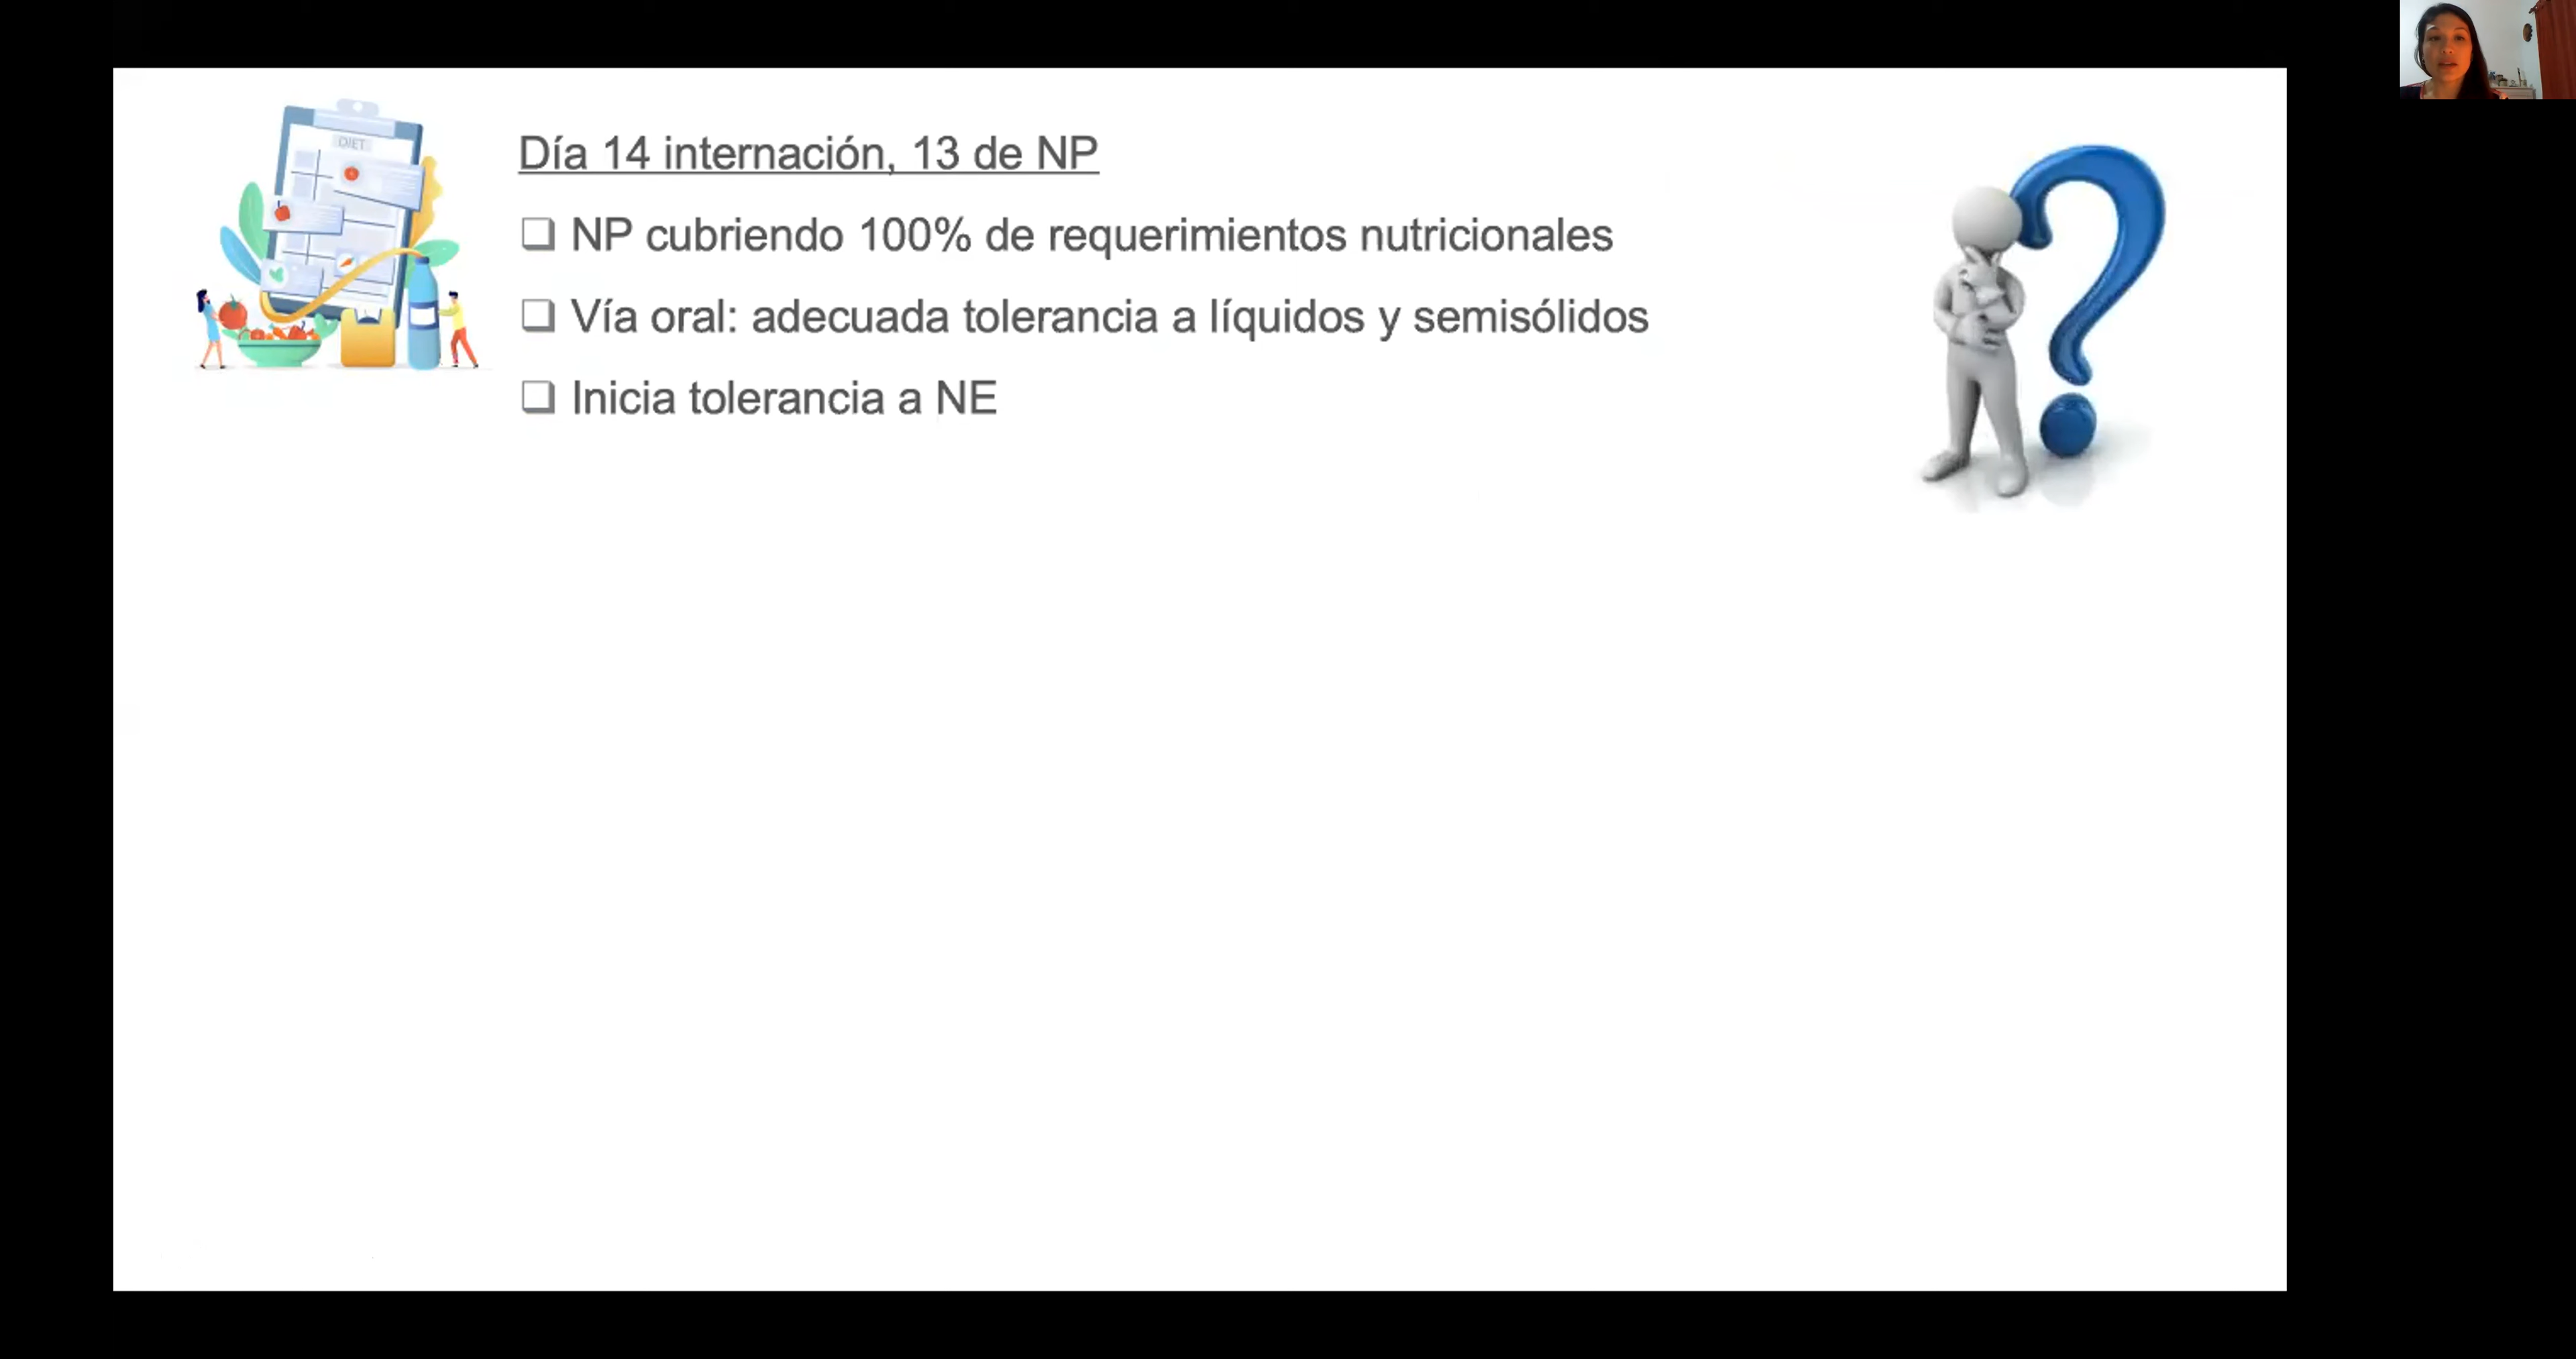 DIET
Día 14 internación, 13 de NP
NP cubriendo 100% de requerimientos nutricionales
Vía oral: adecuada tolerancia a líquidos y semisólidos
Inicia tolerancia a NE